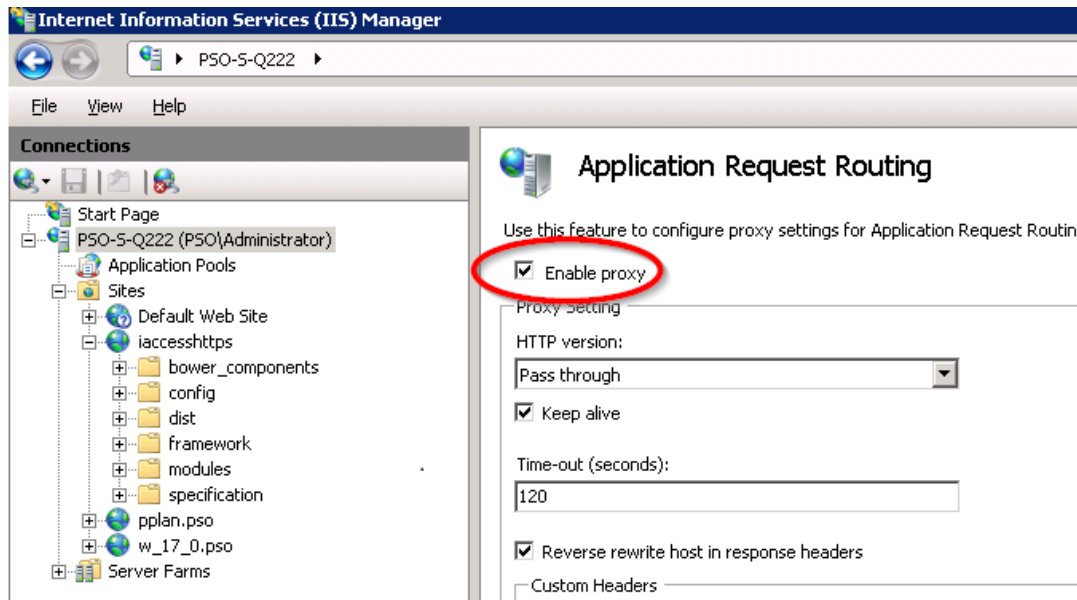 Internet Information Services (IIS) Manager
PSO-S-Q222
File View Help
Connections
Start Page
PSO-S-Q222 (PSO\Administrator)
Application Pools
Sites
Default Web Site
iaccesshttps
bower_components
config
dist
framework
modules
specification
pplan.pso
w_17_0.pso
Server Farms
Application Request Routing
Use this feature to configure proxy settings for Application Request Routin
Enable proxy
Proxy Setting
HTTP version:
Pass through
Keep alive
Time-out (seconds):
120
Reverse rewrite host in response headers
Custom Headers